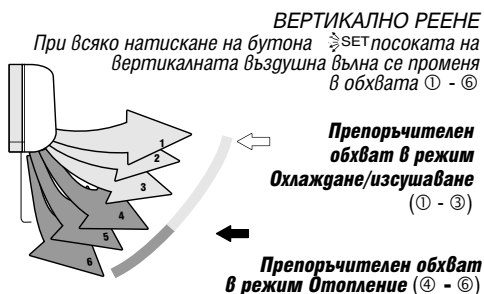 ВЕРТИКАЛНО РЕЕНЕ
При всяко натискане на бутона SET посоката на
вертикалната въздушна вълна се променя
в обхвата ① - ⑥
1
2
3
4
5
6
Препоръчителен
обхват в режим
Охлаждане/изсушаване
(① - ③)
Препоръчителен обхват
в режим Отопление (④ - ⑥)